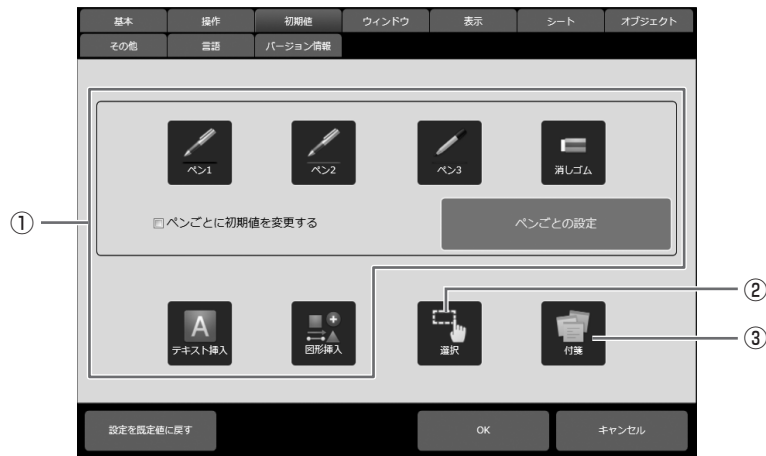 基本 操作 初期値 ウィンドウ 表示 シート オブジェクト
その他 言語 バージョン情報
ペン1 ペン2 ペン3 消しゴム
①
ペンごとに初期値を変更する ペンごとの設定
②
A
③
テキスト挿入 図形挿入 選択 付箋
設定を既定値に戻す OK キャンセル